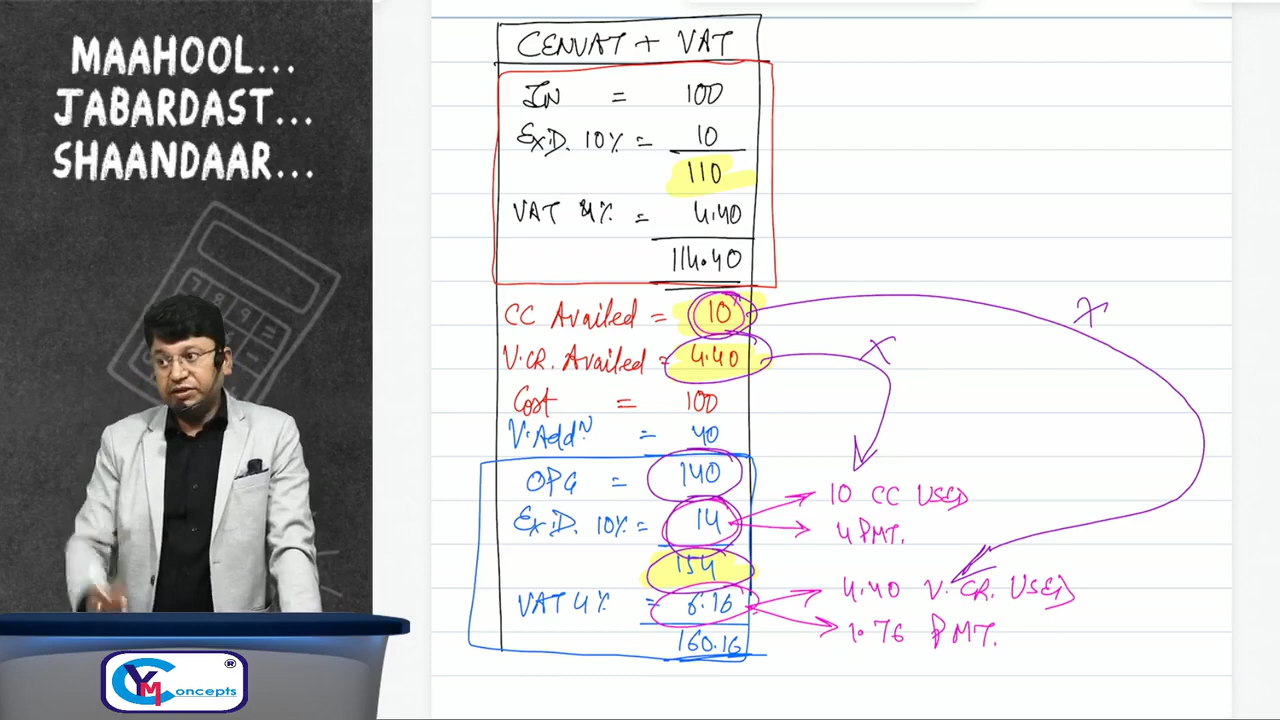 MAAHOOL...
JABARDAST...
SHAANDAAR...
CYM Concepts ®
CENVAT + VAT
IN = 100
Ex.D. 10% = 10
110
VAT 4% = 4.40
114.40
CC Availed = 10
V.CR. Availed = 4.40
Cost = 100
V.Addⁿ = 40
OPG = 140
Ex.D. 10% = 14
154
VAT 4% = 6.16
160.16
X
X
10 CC USED
4 PMT.
4.40 V.CR. USED
1.76 PMT.